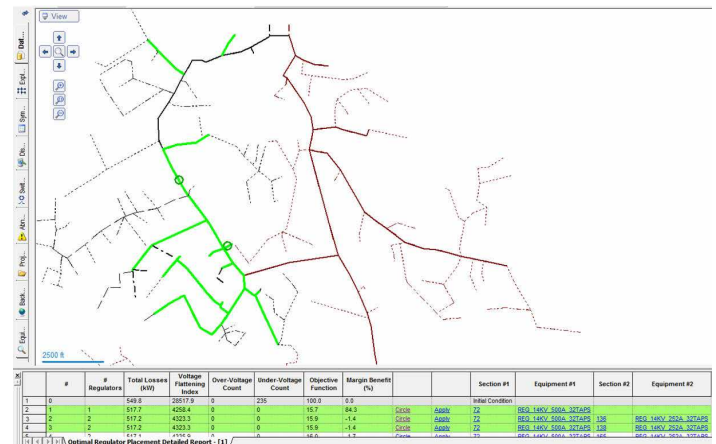 View
Dat...
Expl...
Sym...
Dis...
Swit...
Abn...
Proj...
Back...
Equi...
2500 ft
# # Regulators Total Losses (kW) Voltage Flattening Index Over-Voltage Count Under-Voltage Count Objective Function Margin Benefit (%) Section #1 Equipment #1 Section #2 Equipment #2
1 0 549.8 28517.9 0 235 100.0 0.0 Initial Condition
2 1 1 517.7 4258.4 0 0 15.7 84.3 Circle Apply 72 REG_14KV_500A_32TAPS
3 2 2 517.7 4323.3 0 0 15.9 -1.4 Circle Apply 72 REG_14KV_500A_32TAPS 136 REG_14KV_252A_32TAPS
4 3 2 517.7 4323.3 0 0 15.9 -1.4 Circle Apply 72 REG_14KV_500A_32TAPS 138 REG_14KV_252A_32TAPS
Optimal Regulator Placement Detailed Report - [1]